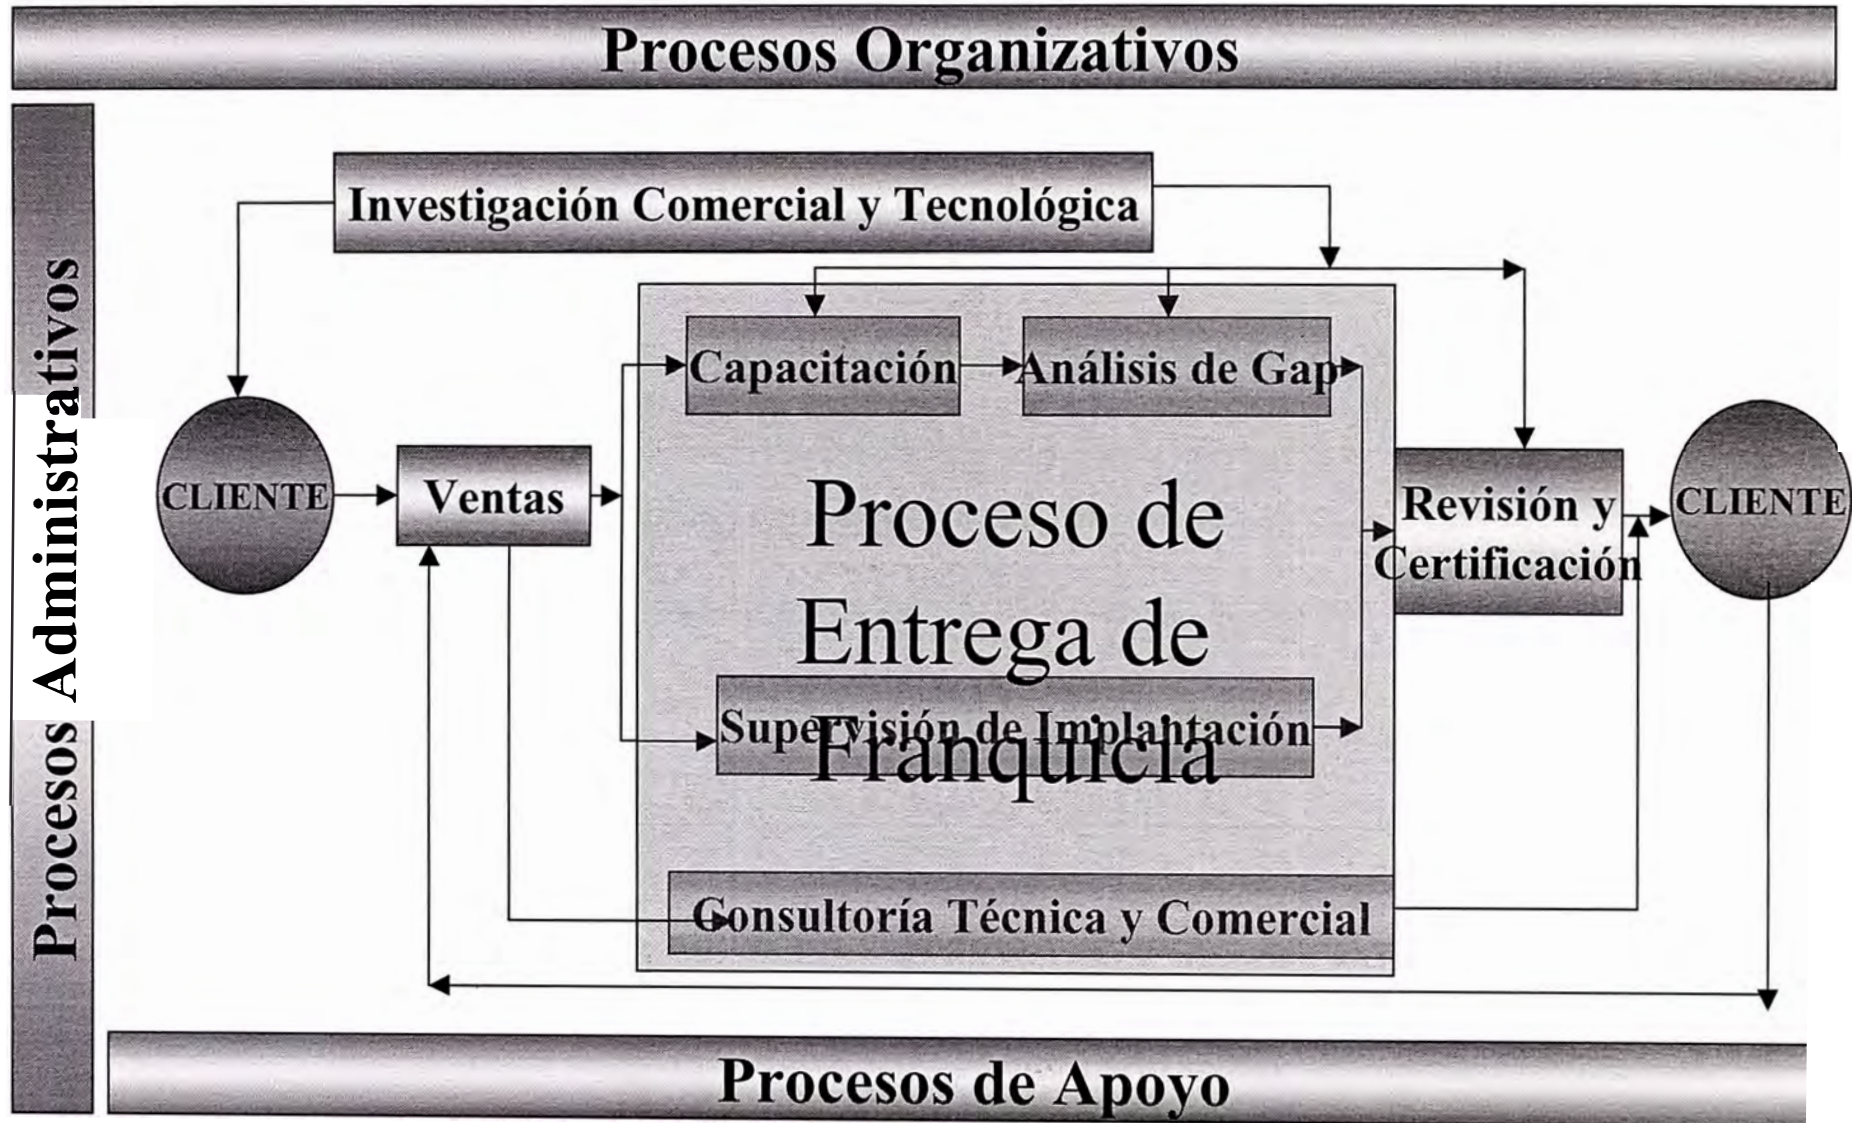 Procesos Organizativos
Procesos Administrativos
Investigación Comercial y Tecnológica
Capacitación
Análisis de Gap
CLIENTE
Ventas
Proceso de
Entrega de
Franquicia
Supervisión de Implantación
Revisión y
Certificación
CLIENTE
Consultoría Técnica y Comercial
Procesos de Apoyo